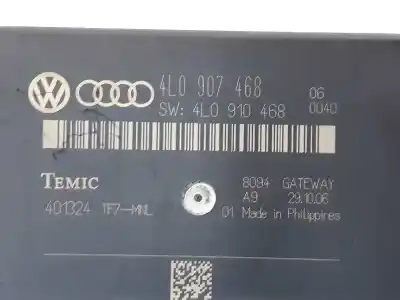 4L0 907 468 06
SW: 4L0 910 468 0040
TEMIC 8094 GATEWAY
401324 TF7-MNL A9 29.10.06
01 Made in Philippines